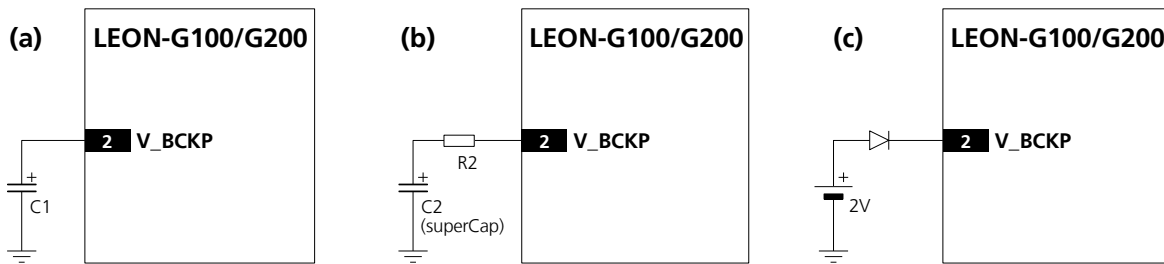 (a)
LEON-G100/G200
2
V_BCKP
+
C1
(b)
LEON-G100/G200
R2
2
V_BCKP
+
C2
(superCap)
(c)
LEON-G100/G200
2
V_BCKP
+
2V